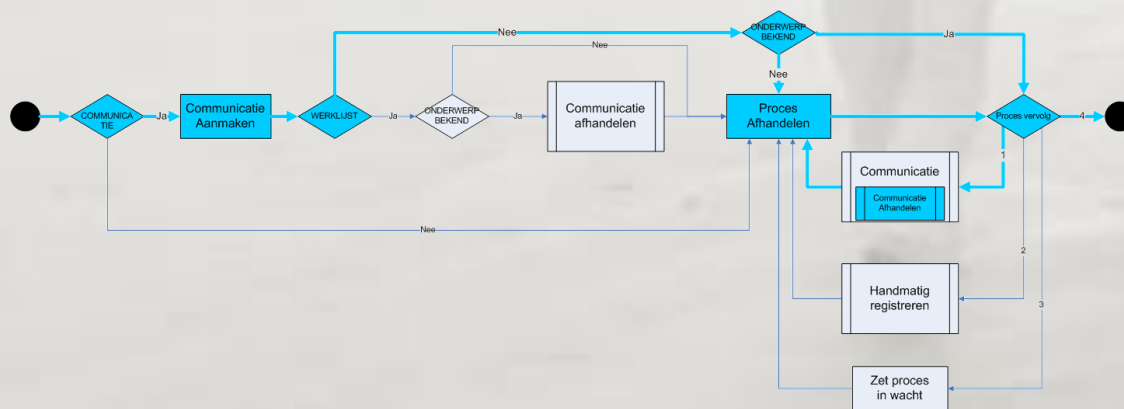 ONDERWERP
BEKEND
Nee
Ja
Nee
Nee
COMMUNICA
TIE
Ja
Communicatie
Aanmaken
WERKLIJST
Ja
ONDERWERP
BEKEND
Ja
Communicatie
afhandelen
Proces
Afhandelen
Proces vervolg
4
1
Communicatie
Communicatie
Afhandelen
Nee
2
Handmatig
registreren
3
Zet proces
in wacht